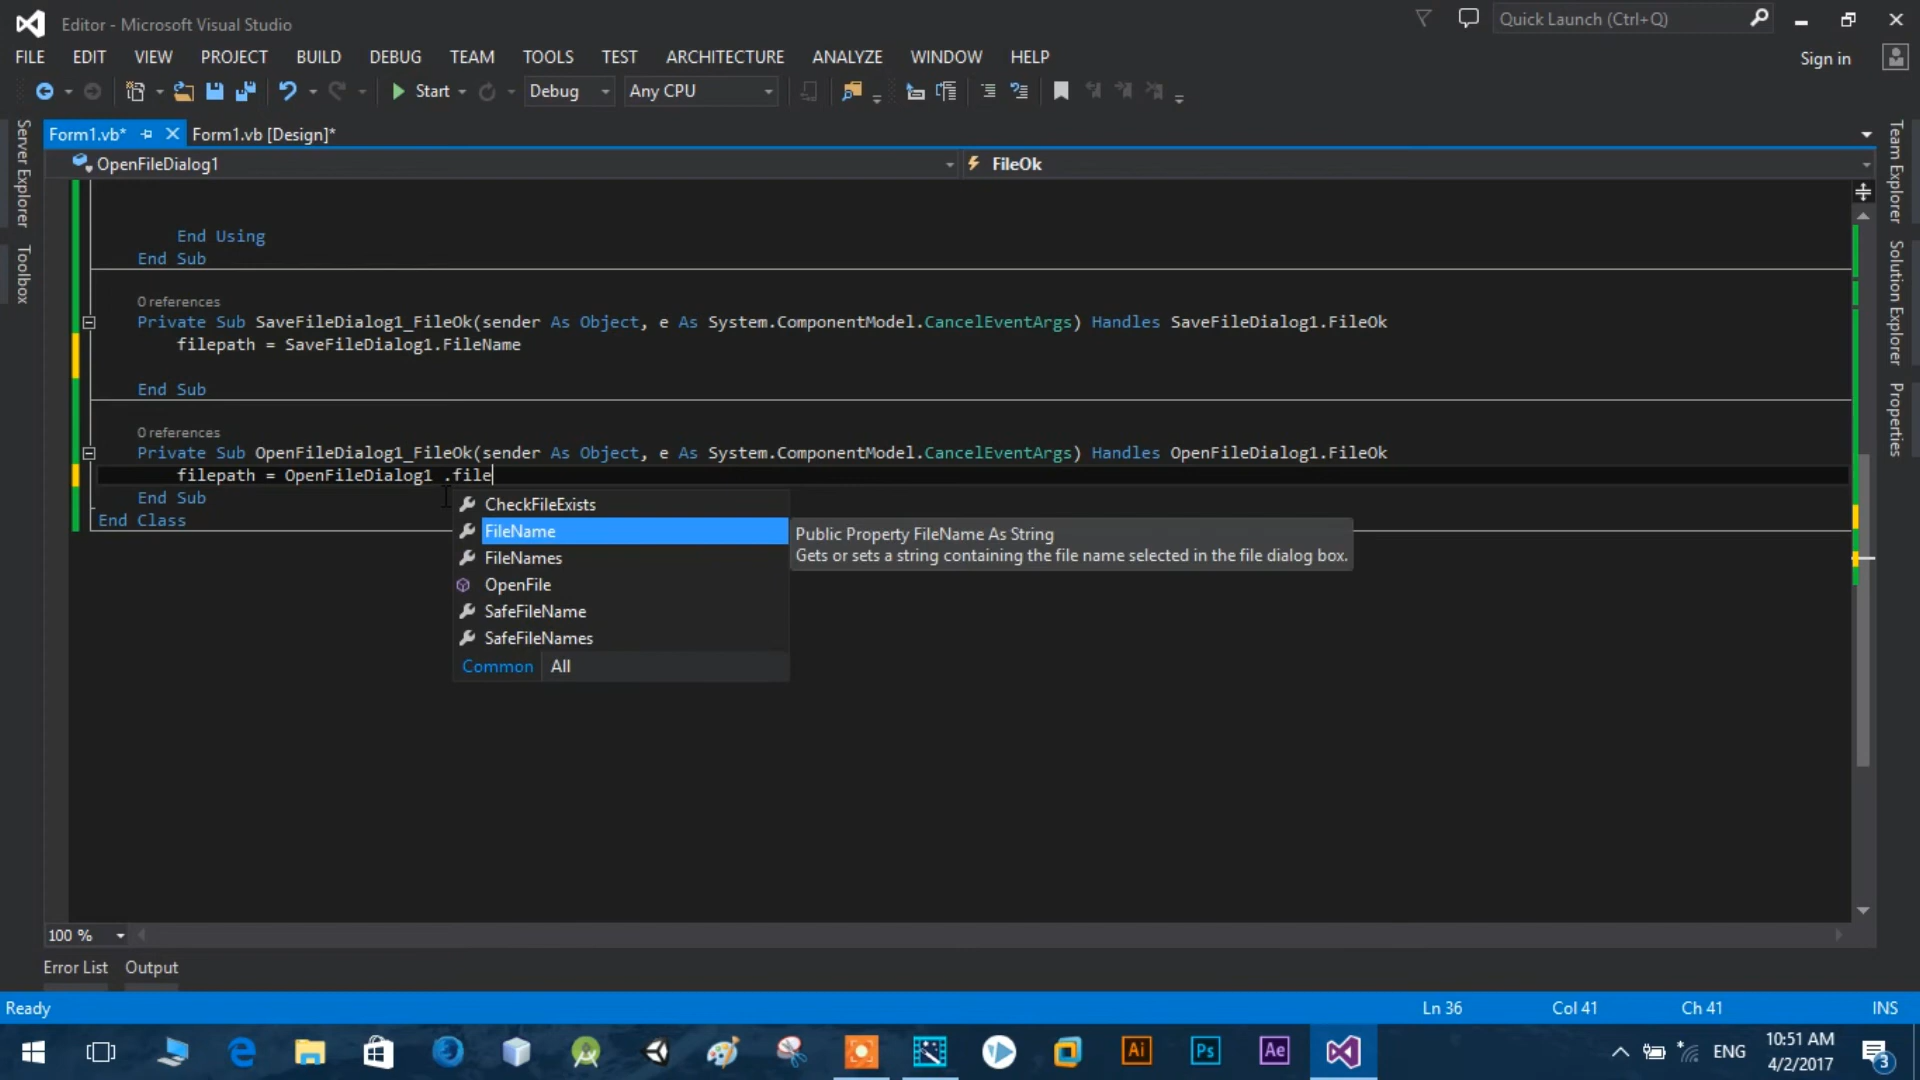 Editor - Microsoft Visual Studio
Quick Launch (Ctrl+Q)
FILE EDIT VIEW PROJECT BUILD DEBUG TEAM TOOLS TEST ARCHITECTURE ANALYZE WINDOW HELP
Sign in
Start Debug Any CPU
Form1.vb* Form1.vb [Design]*
OpenFileDialog1 FileOk
Server Explorer
Toolbox
Team Explorer
Solution Explorer
Properties
End Using
End Sub
0 references
Private Sub SaveFileDialog1_FileOk(sender As Object, e As System.ComponentModel.CancelEventArgs) Handles SaveFileDialog1.FileOk
filepath = SaveFileDialog1.FileName
End Sub
0 references
Private Sub OpenFileDialog1_FileOk(sender As Object, e As System.ComponentModel.CancelEventArgs) Handles OpenFileDialog1.FileOk
filepath = OpenFileDialog1 .file
End Sub
End Class
CheckFileExists
FileName
FileNames
OpenFile
SafeFileName
SafeFileNames
Common All
Public Property FileName As String
Gets or sets a string containing the file name selected in the file dialog box.
100 %
Error List Output
Ready Ln 36 Col 41 Ch 41 INS
Ai Ps Ae
ENG
10:51 AM
4/2/2017
3